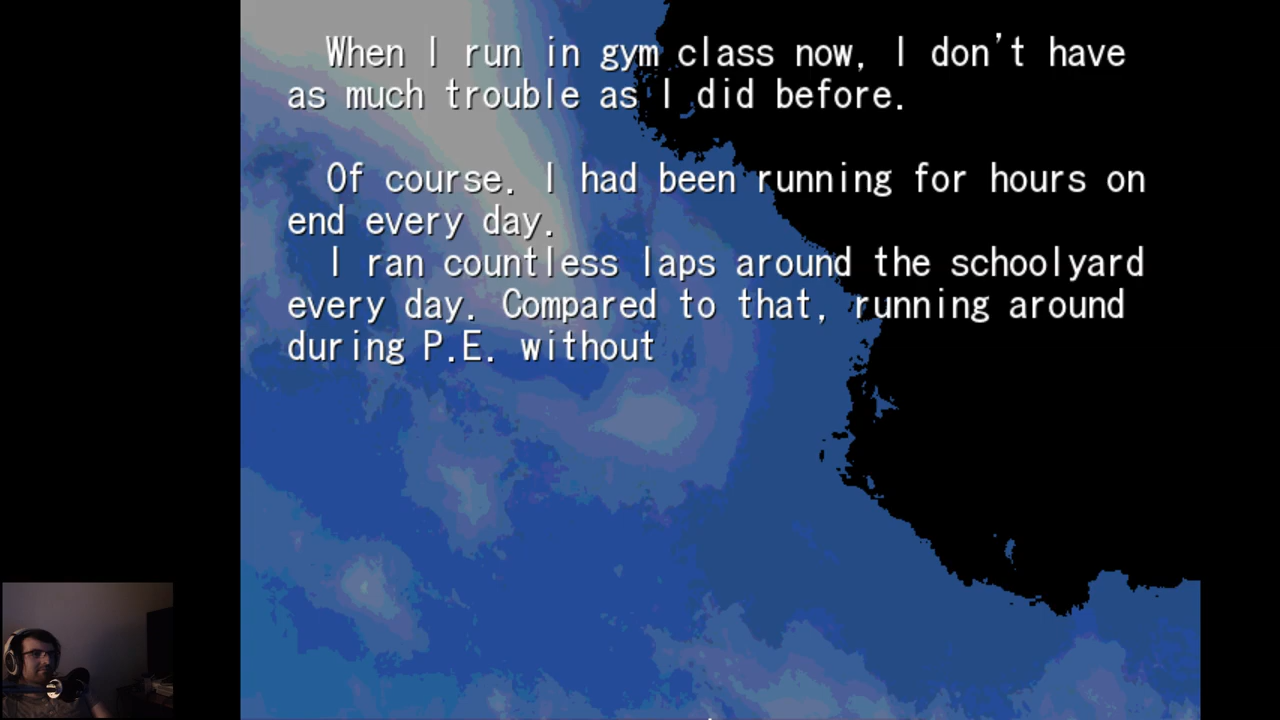 When I run in gym class now, I don't have
as much trouble as I did before.
Of course. I had been running for hours on
end every day.
I ran countless laps around the schoolyard
every day. Compared to that, running around
during P.E. without